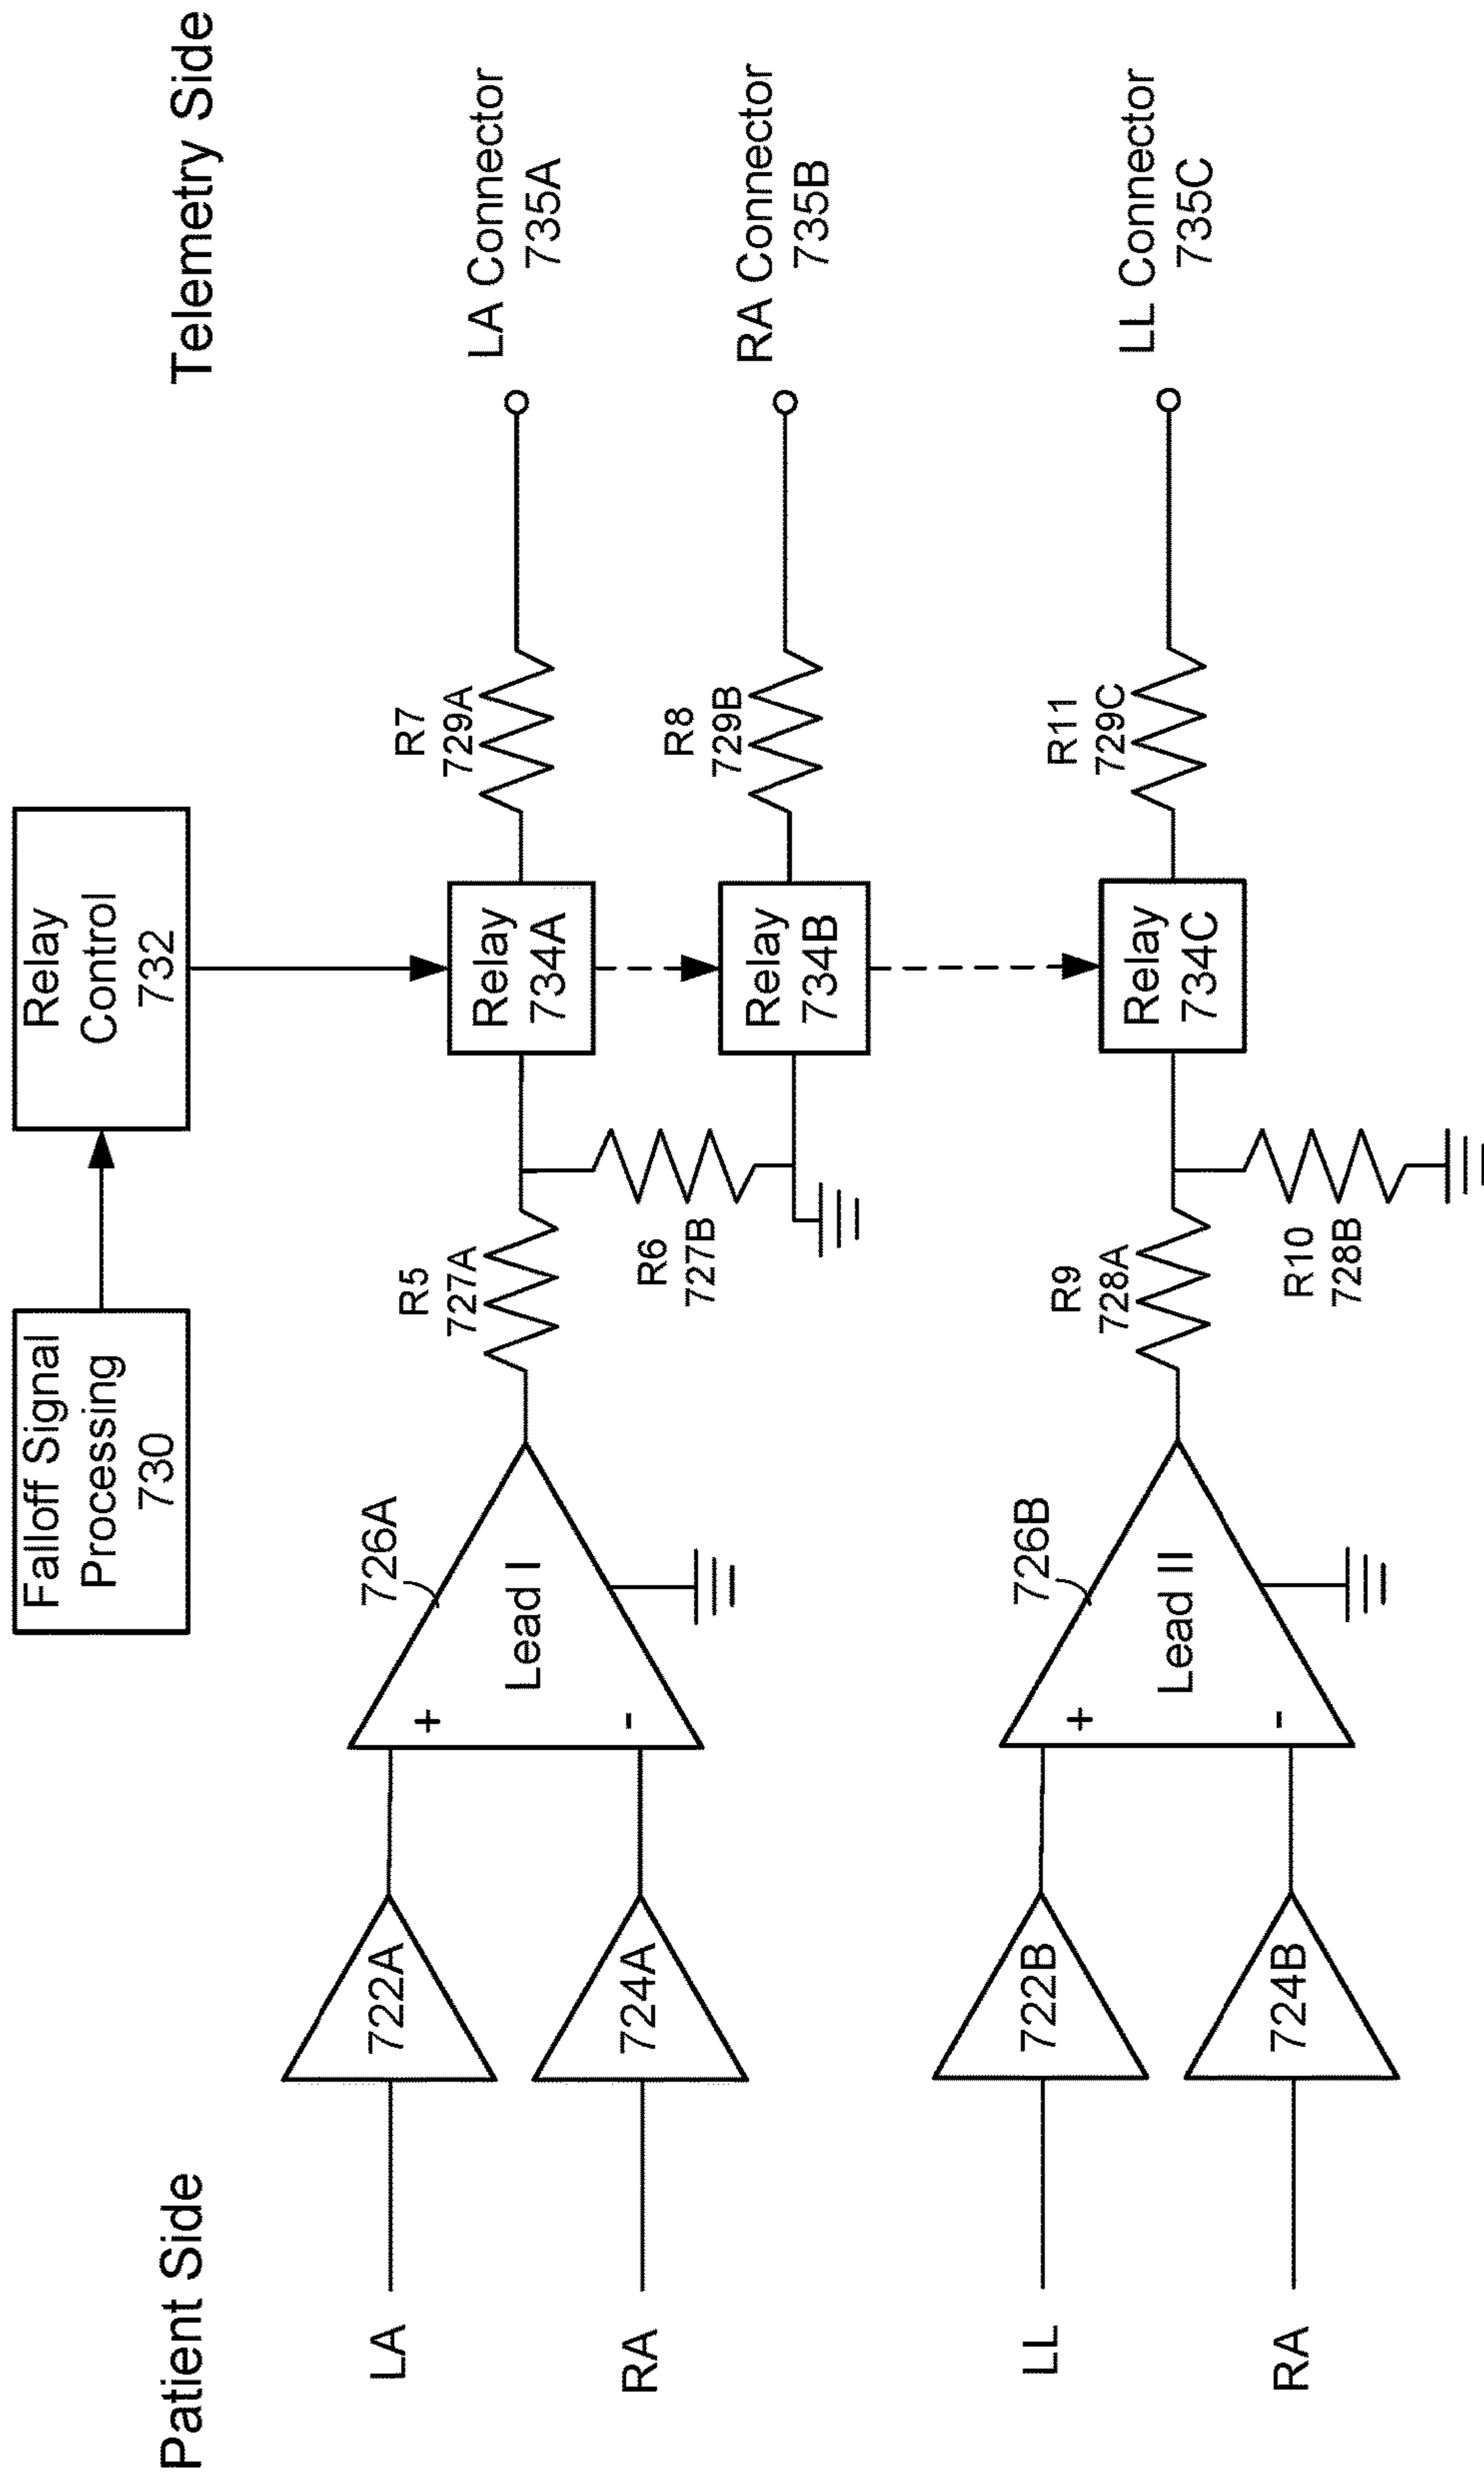 Patient Side
Telemetry Side
Falloff Signal
Processing
730
Relay
Control
732
LA
722A
RA
724A
+
-
Lead I
726A
R5
727A
R6
727B
Relay
734A
R7
729A
LA Connector
735A
Relay
734B
R8
729B
RA Connector
735B
LL
722B
RA
724B
+
-
Lead II
726B
R9
728A
R10
728B
Relay
734C
R11
729C
LL Connector
735C